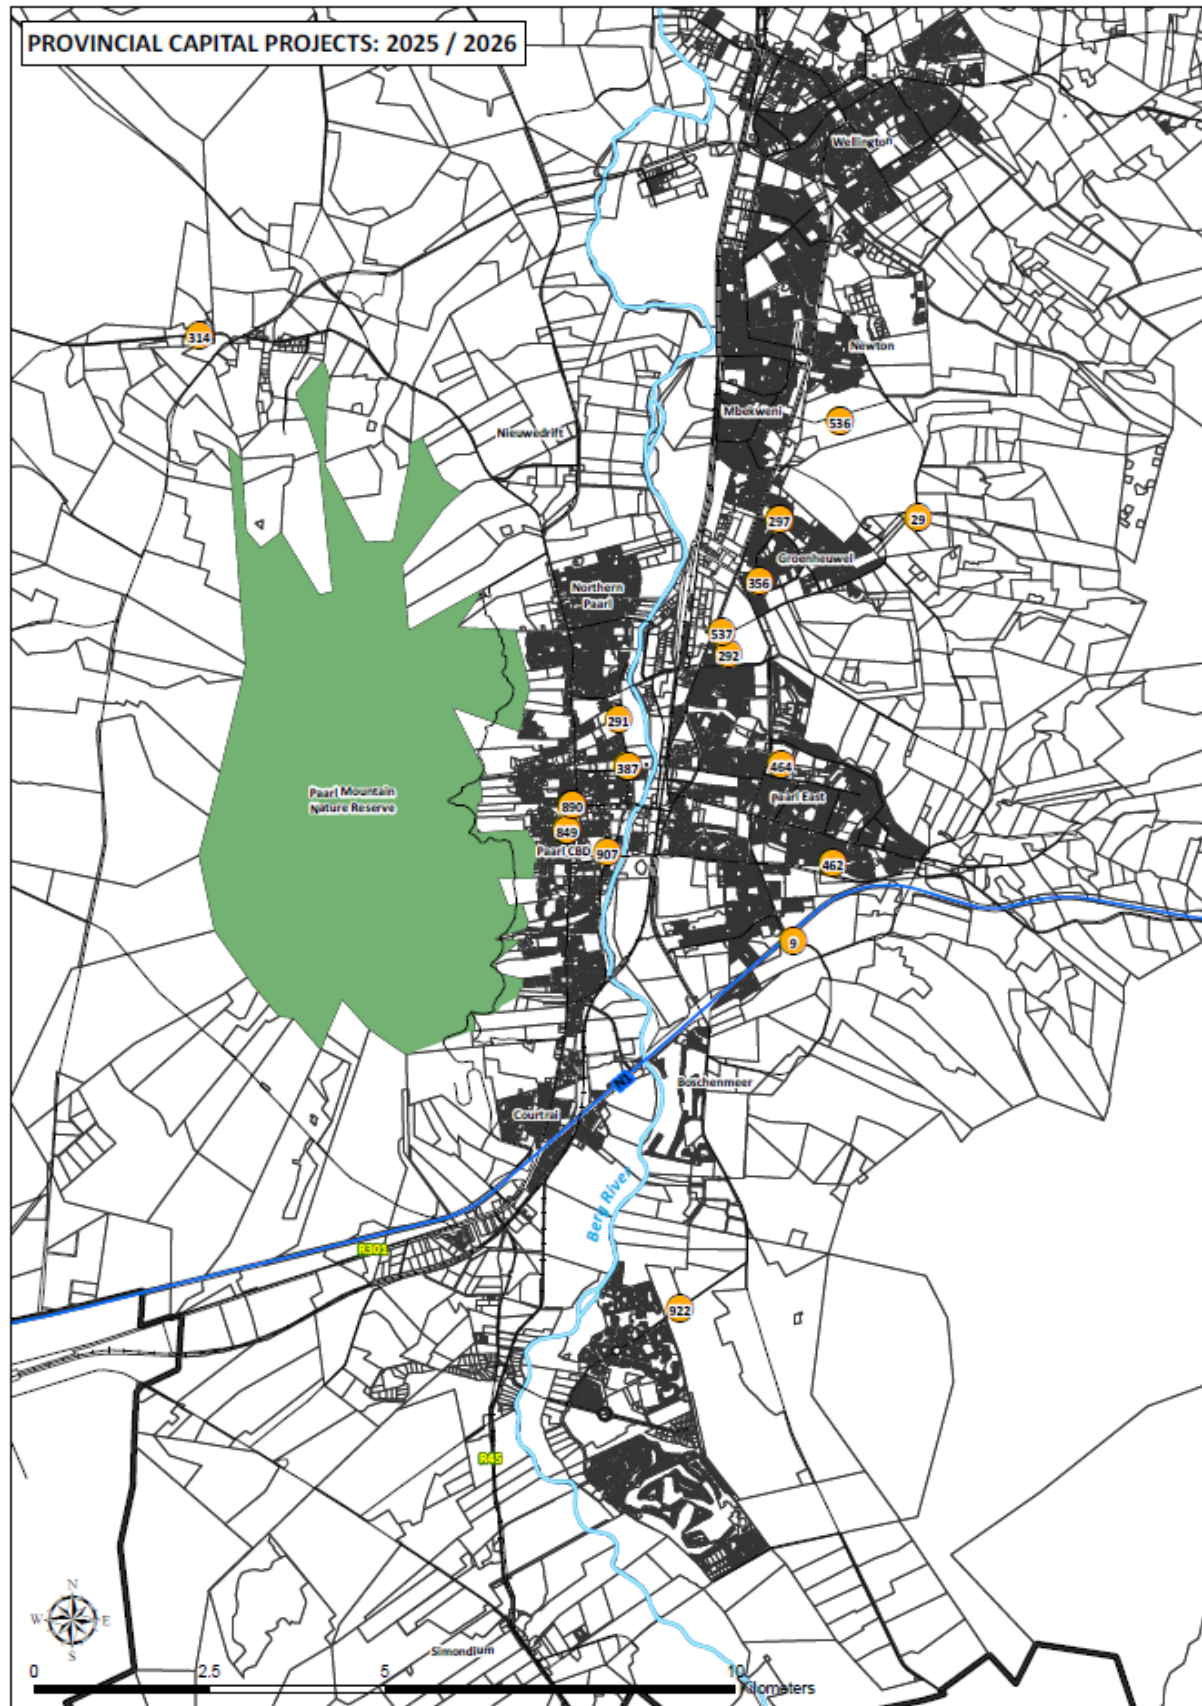 PROVINCIAL CAPITAL PROJECTS: 2025 / 2026
Wellington
314
Newton
Mbekweni
536
Nieuwedrift
297
29
Groenheuwel
356
Northern
Paarl
537
292
291
387
464
Paarl Mountain
Nature Reserve
paarl East
890
849
Paarl CBD
907
462
9
N1
Boschenmeer
Courtrai
Berg River
R301
922
R45
N
W
E
S
Simondium
0
2.5
5
10
Kilometers